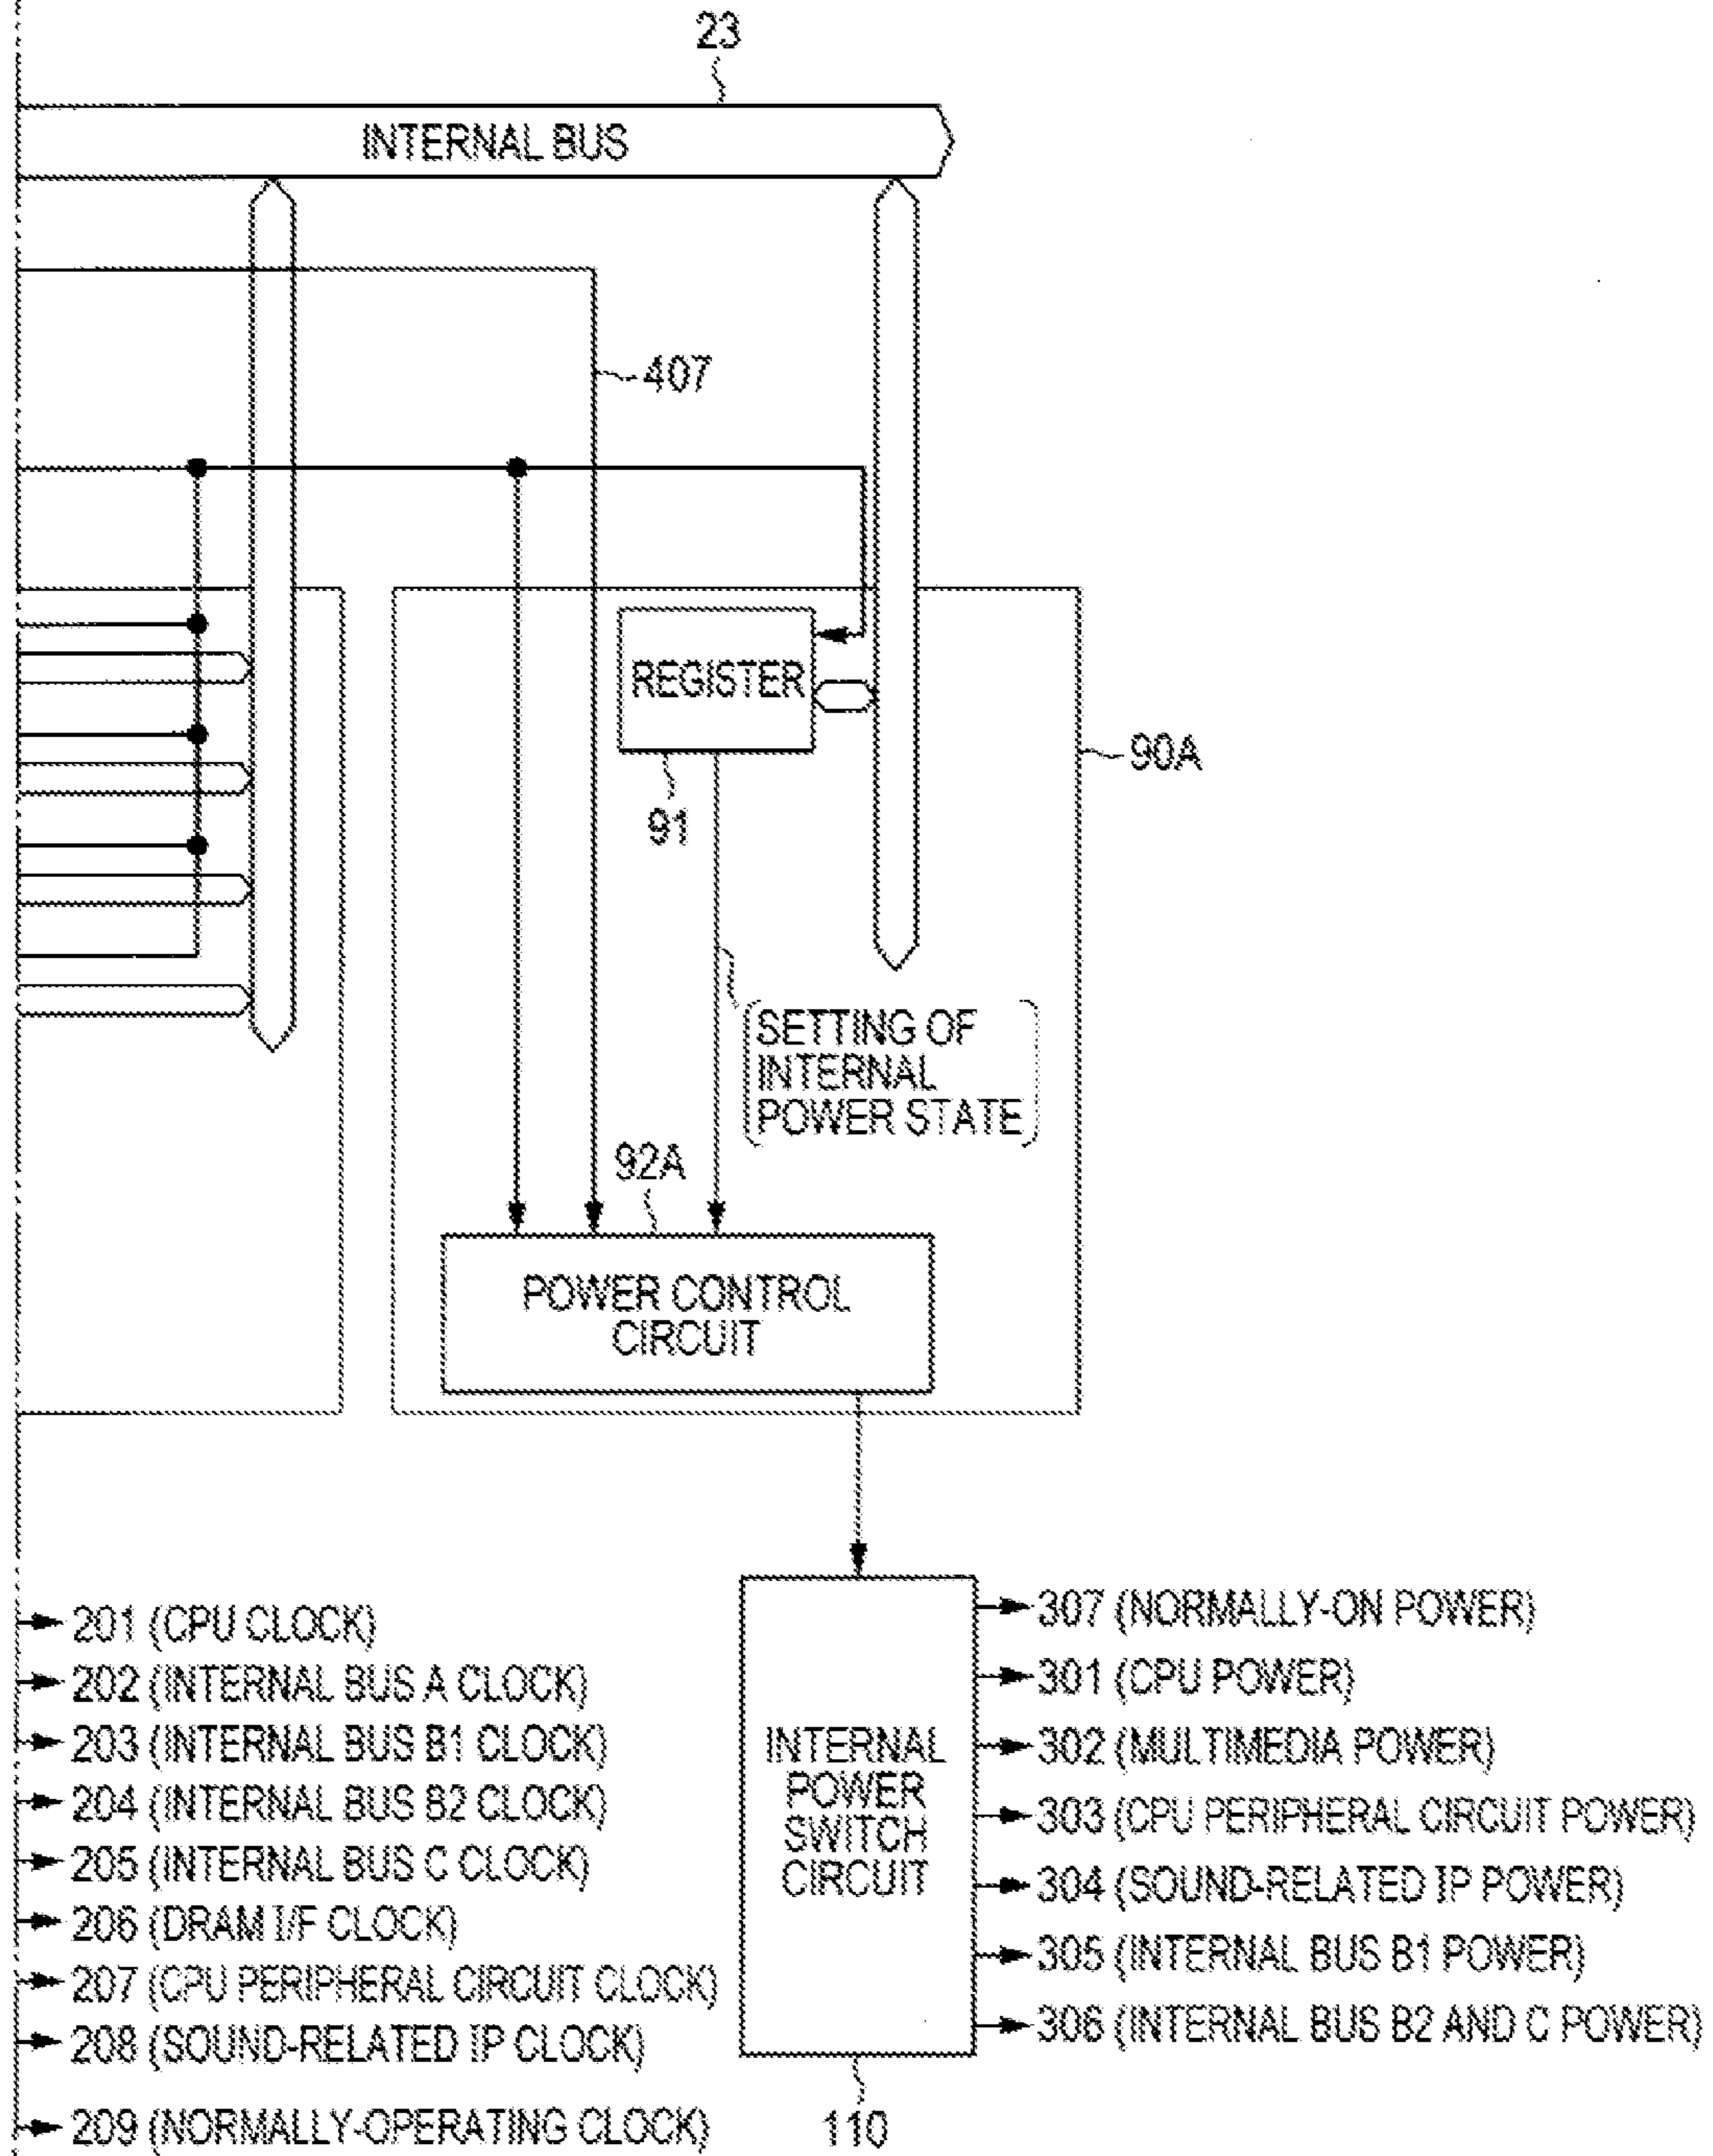 23
INTERNAL BUS
407
REGISTER
90A
91
SETTING OF
INTERNAL
POWER STATE
92A
POWER CONTROL
CIRCUIT
201 (CPU CLOCK)
202 (INTERNAL BUS A CLOCK)
203 (INTERNAL BUS B1 CLOCK)
204 (INTERNAL BUS B2 CLOCK)
205 (INTERNAL BUS C CLOCK)
206 (DRAM I/F CLOCK)
207 (CPU PERIPHERAL CIRCUIT CLOCK)
208 (SOUND-RELATED IP CLOCK)
209 (NORMALLY-OPERATING CLOCK)
INTERNAL
POWER
SWITCH
CIRCUIT
110
307 (NORMALLY-ON POWER)
301 (CPU POWER)
302 (MULTIMEDIA POWER)
303 (CPU PERIPHERAL CIRCUIT POWER)
304 (SOUND-RELATED IP POWER)
305 (INTERNAL BUS B1 POWER)
306 (INTERNAL BUS B2 AND C POWER)